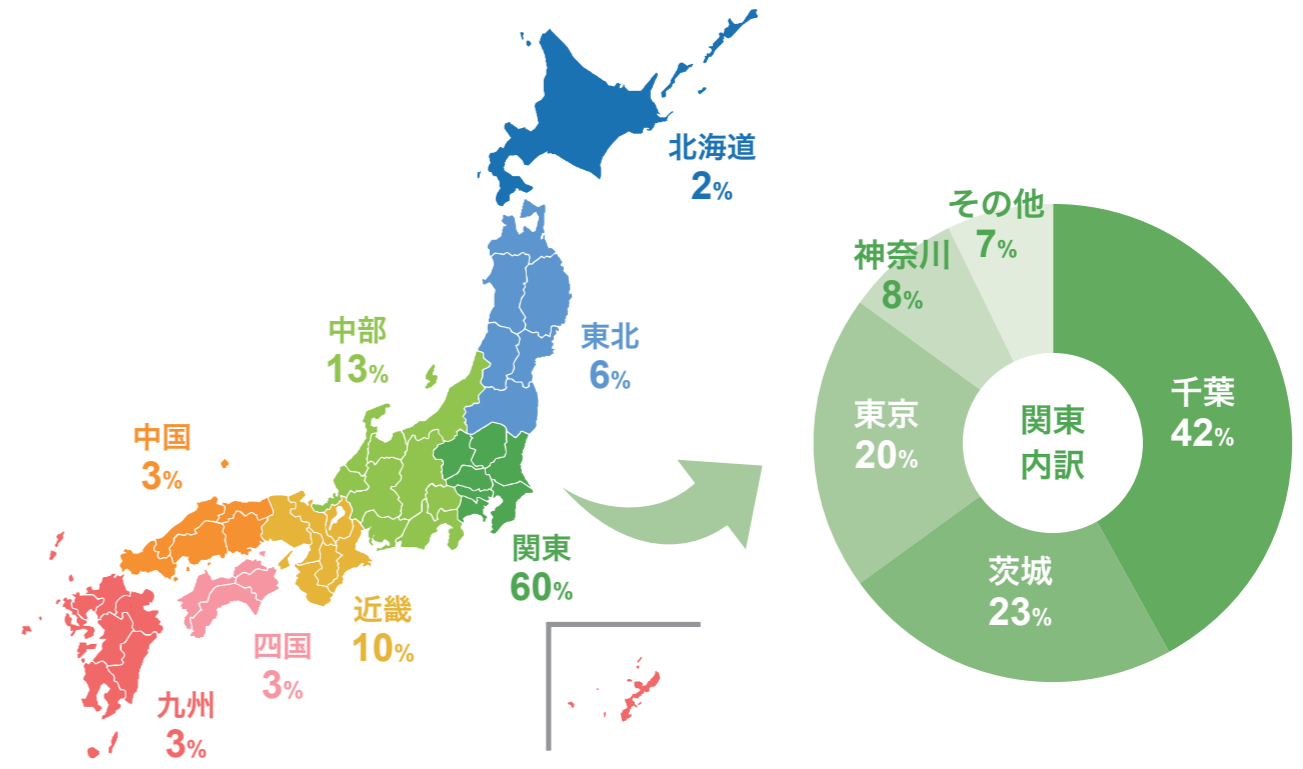 北海道
2%
東北
6%
中部
13%
中国
3%
関東
60%
近畿
10%
四国
3%
九州
3%
関東
内訳
千葉
42%
茨城
23%
東京
20%
神奈川
8%
その他
7%